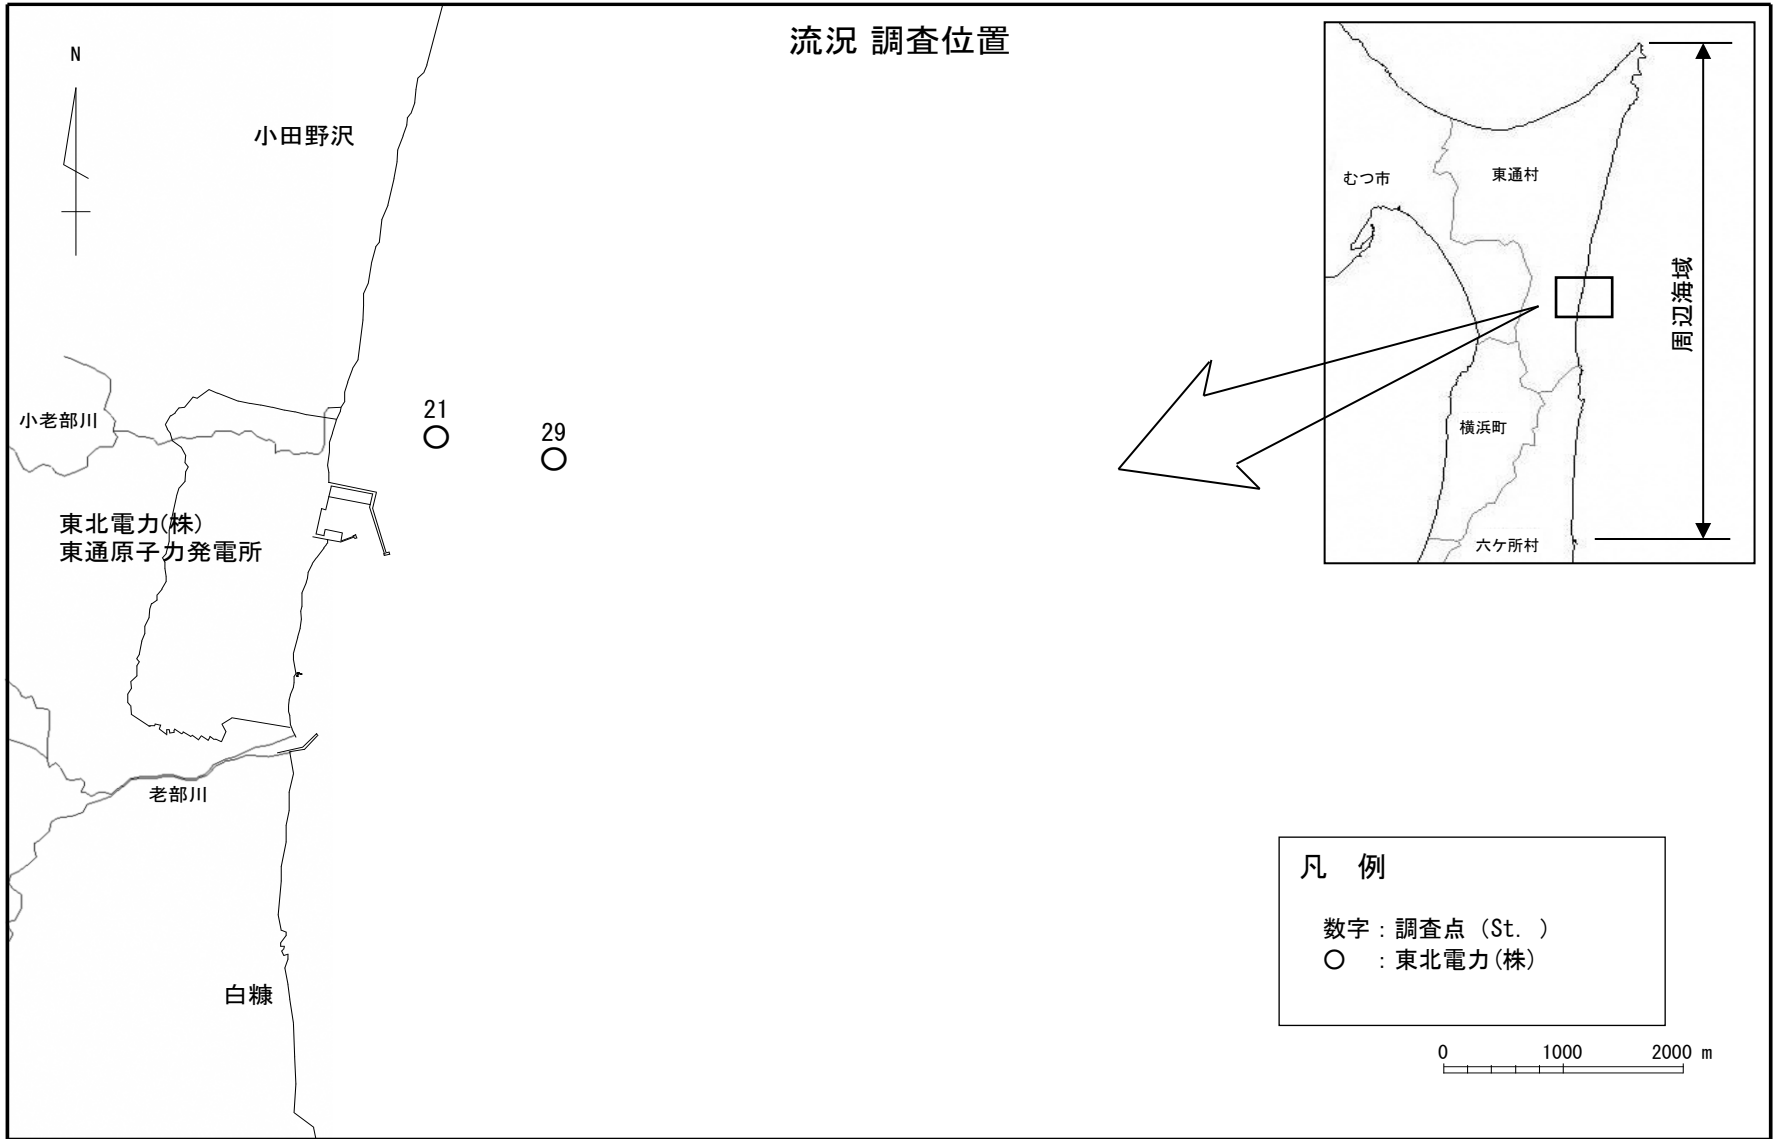 流況 調査位置
N
小田野沢
小老部川
21
29
東北電力(株)
東通原子力発電所
老部川
白糠
むつ市
東通村
周辺海域
横浜町
六ケ所村
凡 例
数字：調査点（St. ）
○ ：東北電力(株)
0 1000 2000 m